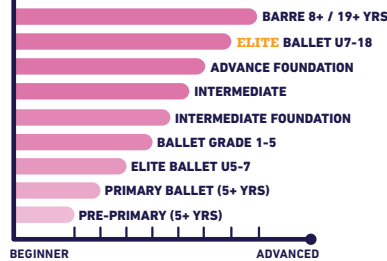 BARRE 8+ / 19+ YRS
ELITE BALLET U7-18
ADVANCE FOUNDATION
INTERMEDIATE
INTERMEDIATE FOUNDATION
BALLET GRADE 1-5
ELITE BALLET U5-7
PRIMARY BALLET (5+ YRS)
PRE-PRIMARY (5+ YRS)
BEGINNER ADVANCED